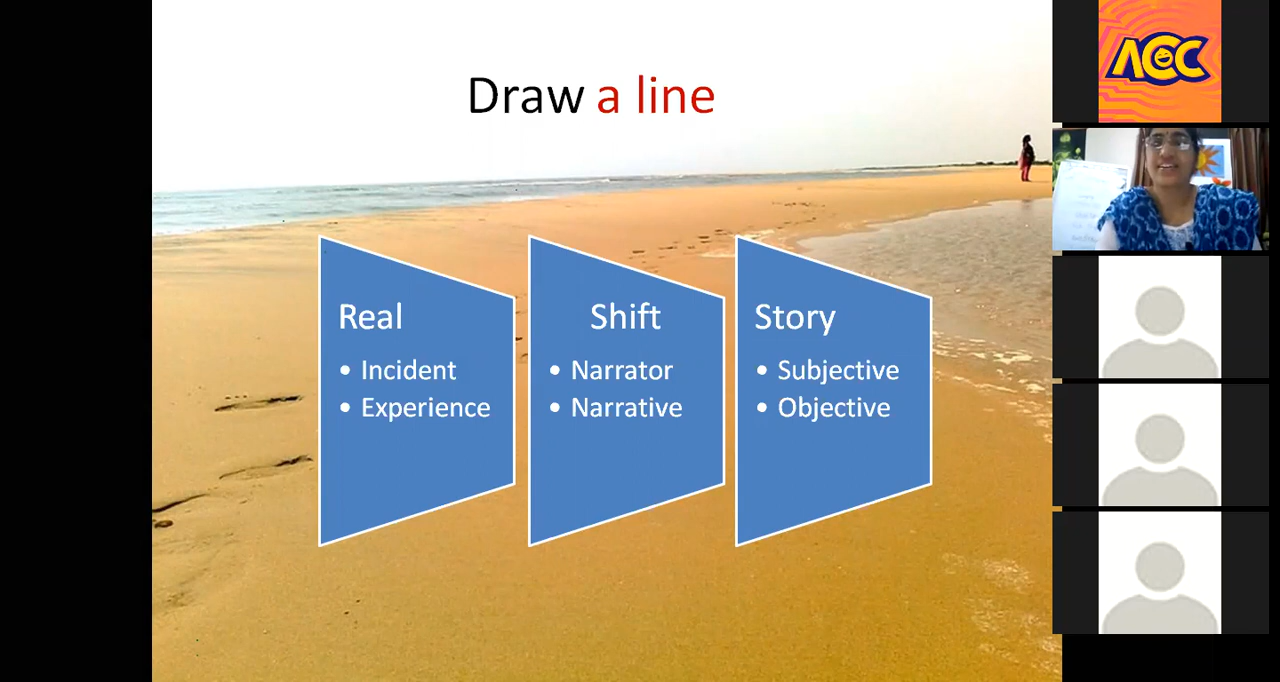 Draw a line
Real
• Incident
• Experience
Shift
• Narrator
• Narrative
Story
• Subjective
• Objective
ACC